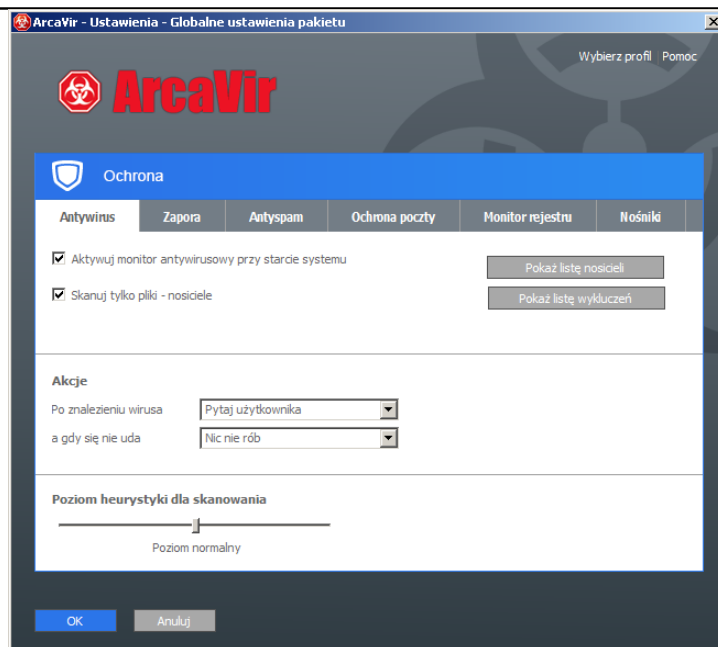 ArcaVir - Ustawienia - Globalne ustawienia pakietu
Wybierz profil Pomoc
ArcaVir
Ochrona
Antywirus Zapora Antyspam Ochrona poczty Monitor rejestru Nośniki
Aktywuj monitor antywirusowy przy starcie systemu
Pokaż listę nosicieli
Skanuj tylko pliki - nosiciele
Pokaż listę wykluczeń
Akcje
Po znalezieniu wirusa Pytaj użytkownika
a gdy się nie uda Nic nie rób
Poziom heurystyki dla skanowania
Poziom normalny
OK Anuluj